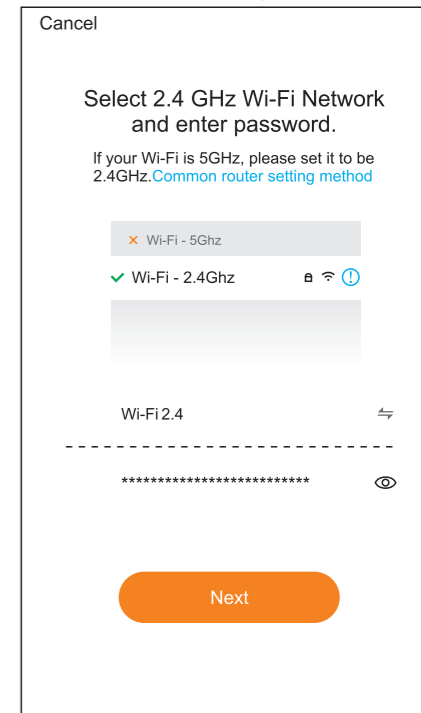 Cancel
Select 2.4 GHz Wi-Fi Network
and enter password.
If your Wi-Fi is 5GHz, please set it to be
2.4GHz.Common router setting method
Wi-Fi - 5Ghz
Wi-Fi - 2.4Ghz
Wi-Fi 2.4
**************************
Next